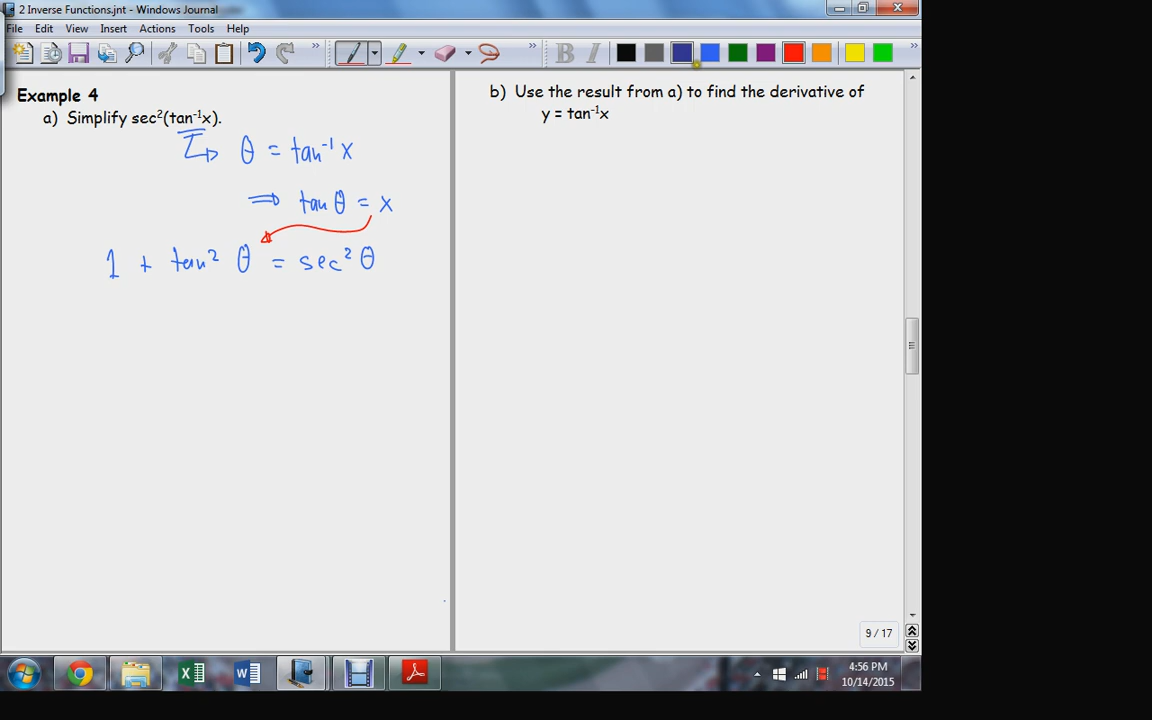 2 Inverse Functions.jnt - Windows Journal
File Edit View Insert Actions Tools Help
B I
Example 4
a) Simplify sec²(tan⁻¹x).
θ = tan⁻¹ x
⇒ tan θ = x
1 + tan² θ = sec² θ
b) Use the result from a) to find the derivative of
y = tan⁻¹x
9 / 17
4:56 PM
10/14/2015